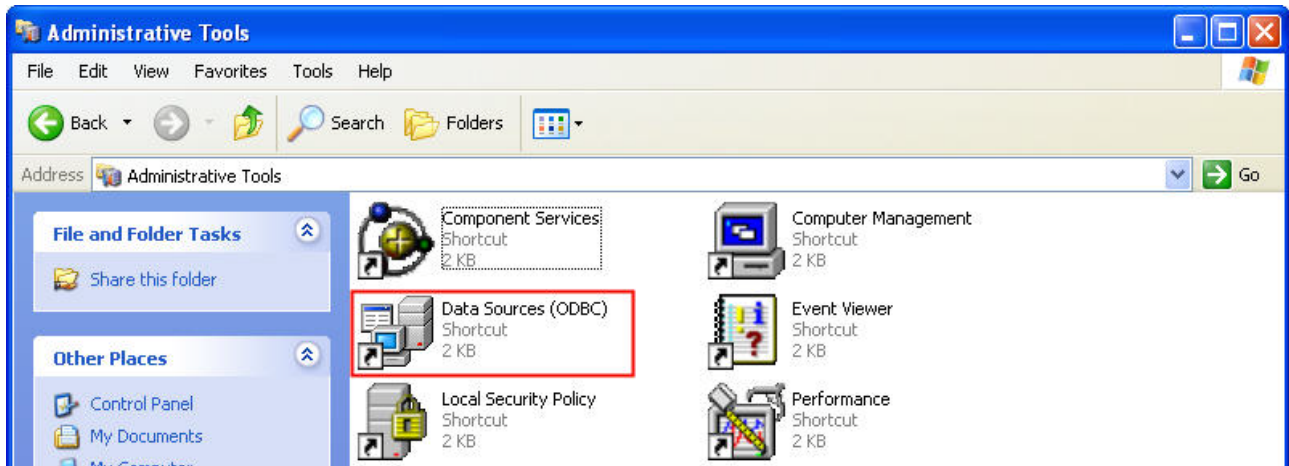 Administrative Tools
File Edit View Favorites Tools Help
Back Search Folders
Address Administrative Tools Go
File and Folder Tasks
Share this folder
Other Places
Control Panel
My Documents
My Computer
Component Services
Shortcut
2 KB
Computer Management
Shortcut
2 KB
Data Sources (ODBC)
Shortcut
2 KB
Event Viewer
Shortcut
2 KB
Local Security Policy
Shortcut
2 KB
Performance
Shortcut
2 KB